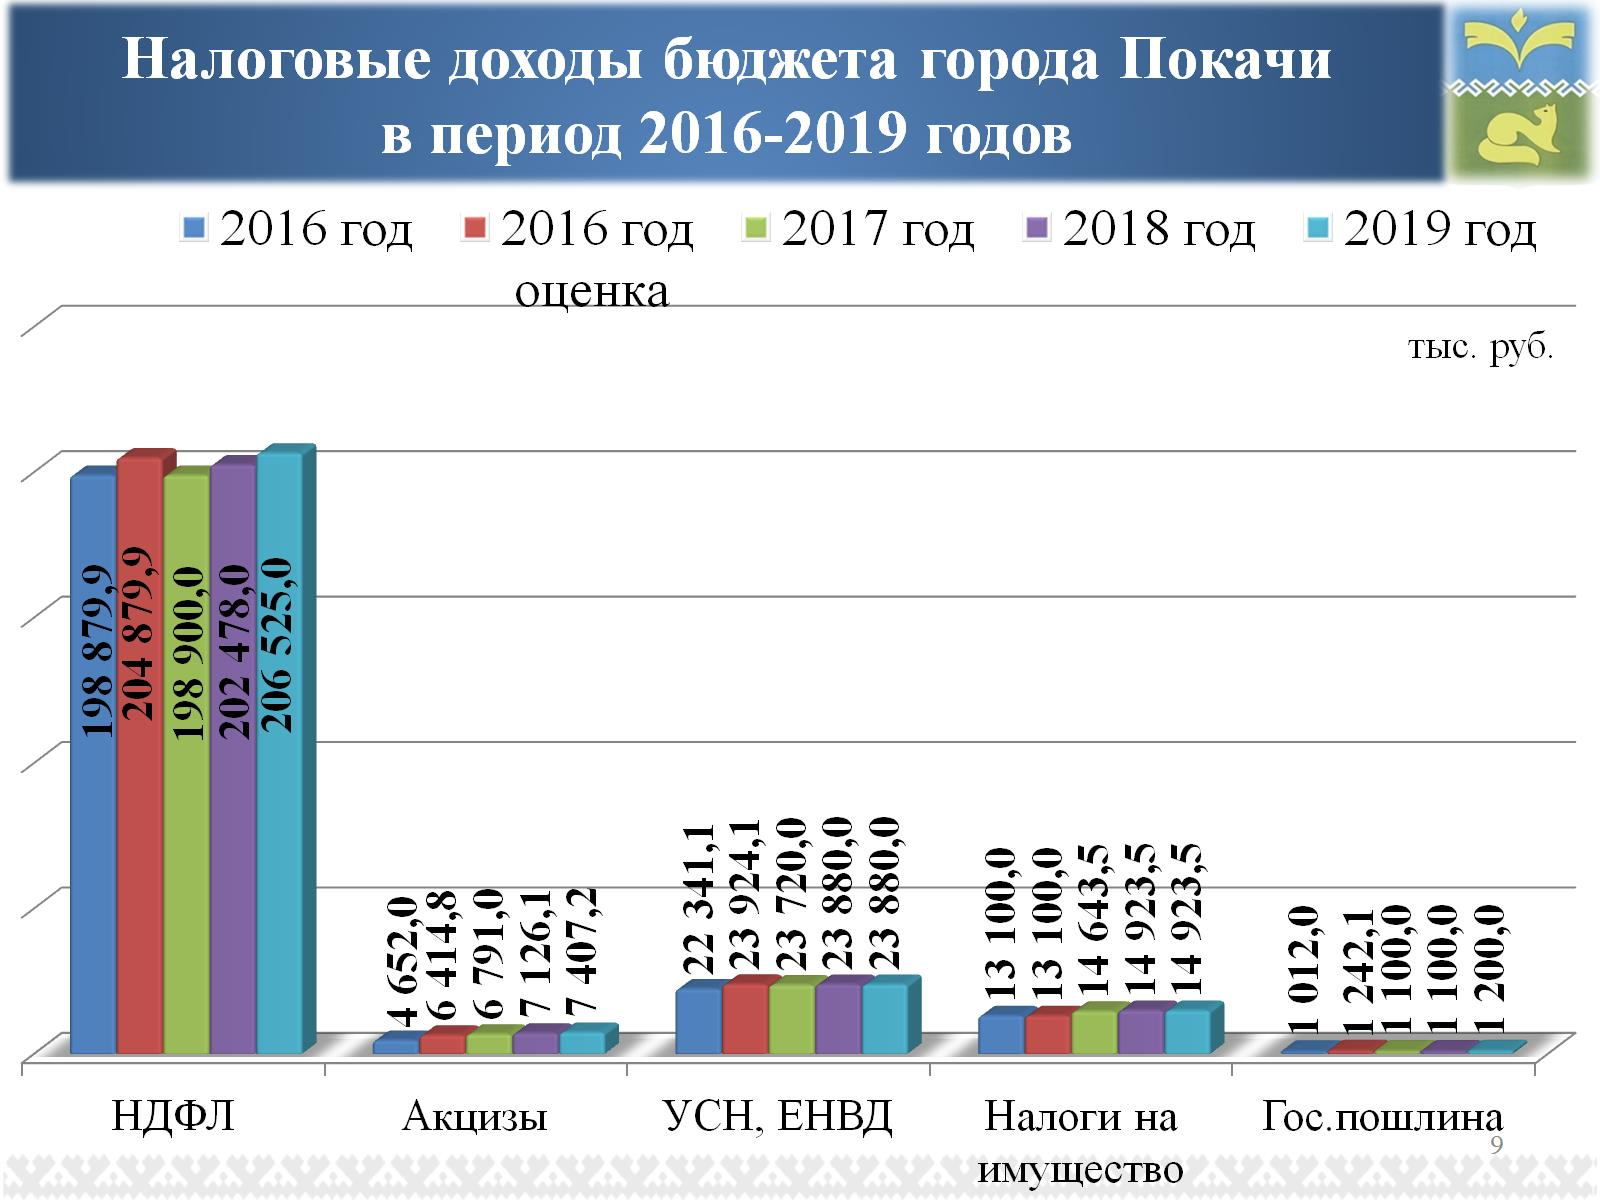 Налоговые доходы бюджета города Покачи
в период 2016-2019 годов
2016 год
2016 год
оценка
2017 год
2018 год
2019 год
тыс. руб.
198 879,9
204 879,9
198 900,0
202 478,0
206 525,0
4 652,0
6 414,8
6 791,0
7 126,1
7 407,2
22 341,1
23 924,1
23 720,0
23 880,0
23 880,0
13 100,0
13 100,0
14 643,5
14 923,5
14 923,5
1 012,0
1 242,1
1 100,0
1 100,0
1 200,0
НДФЛ
Акцизы
УСН, ЕНВД
Налоги на
имущество
Гос.пошлина
9